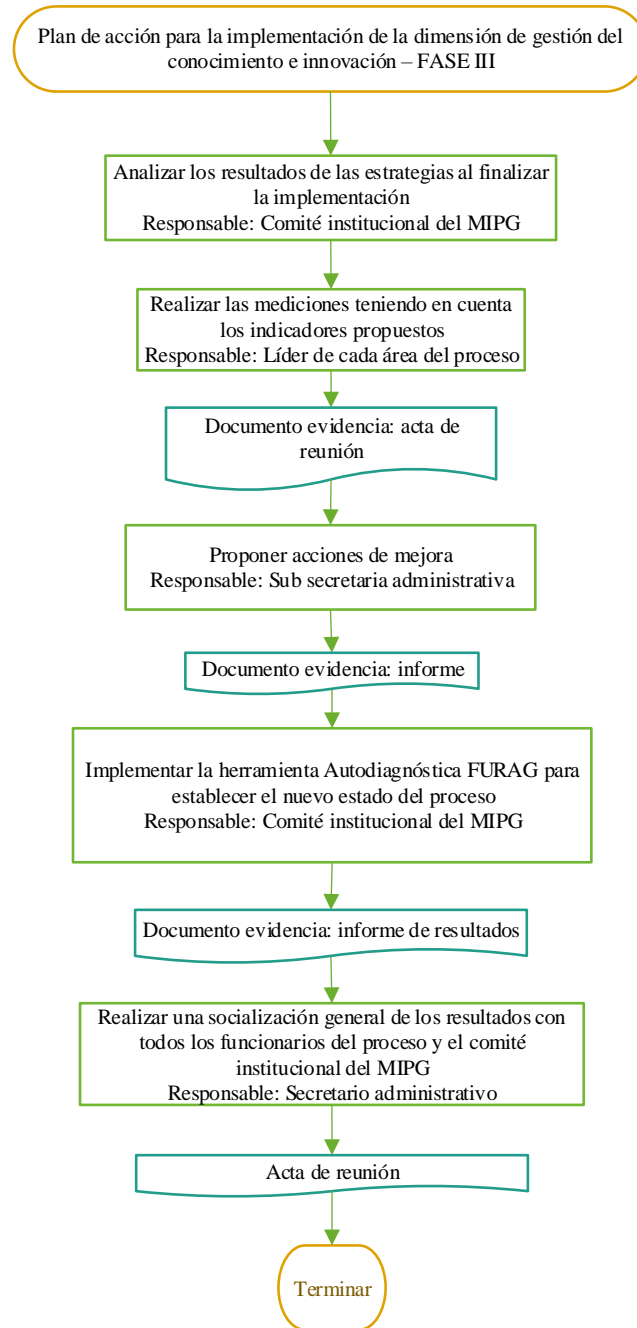 Plan de acción para la implementación de la dimensión de gestión del
conocimiento e innovación – FASE III
Analizar los resultados de las estrategias al finalizar
la implementación
Responsable: Comité institucional del MIPG
Realizar las mediciones teniendo en cuenta
los indicadores propuestos
Responsable: Líder de cada área del proceso
Documento evidencia: acta de
reunión
Proponer acciones de mejora
Responsable: Sub secretaria administrativa
Documento evidencia: informe
Implementar la herramienta Autodiagnóstica FURAG para
establecer el nuevo estado del proceso
Responsable: Comité institucional del MIPG
Documento evidencia: informe de resultados
Realizar una socialización general de los resultados con
todos los funcionarios del proceso y el comité
institucional del MIPG
Responsable: Secretario administrativo
Acta de reunión
Terminar